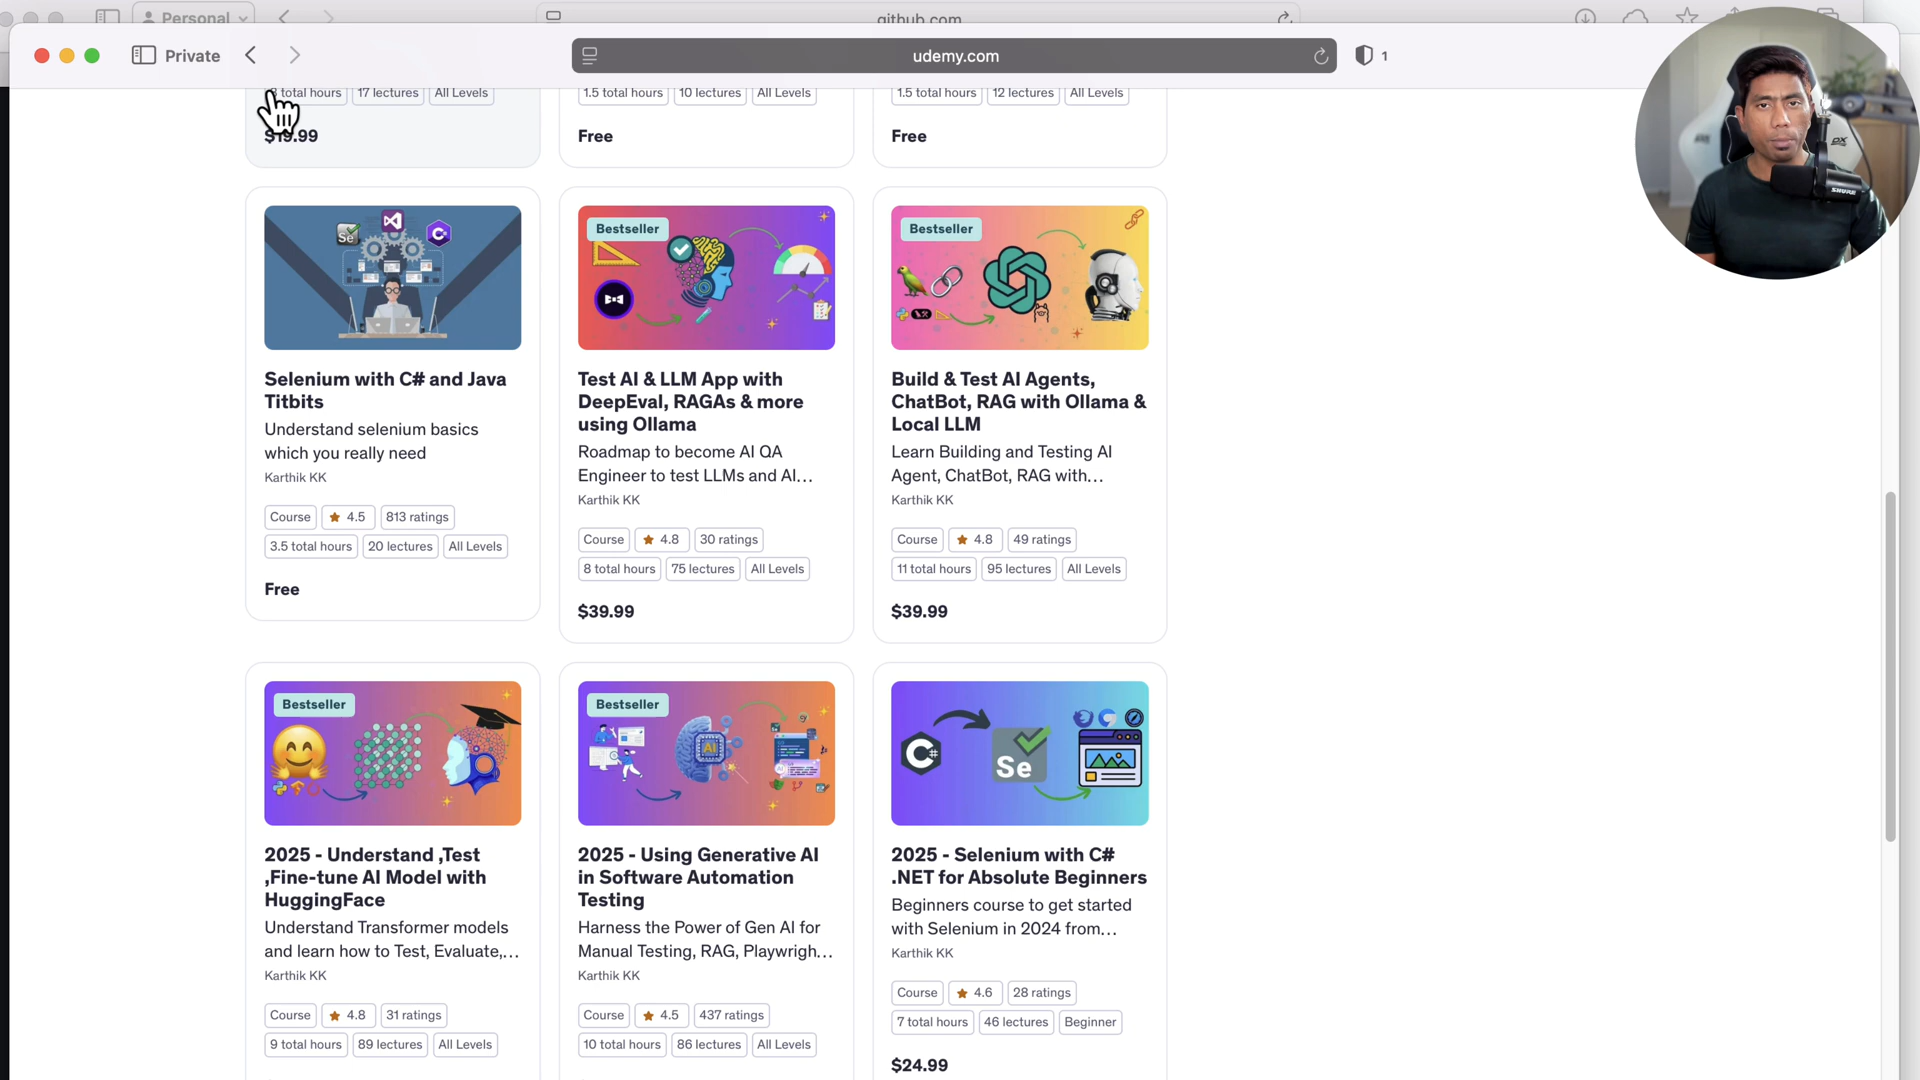 Personal
github.com
Private
udemy.com
1
total hours
17 lectures
All Levels
$19.99
1.5 total hours
10 lectures
All Levels
Free
1.5 total hours
12 lectures
All Levels
Free
Se
C
Selenium with C# and Java
Titbits
Understand selenium basics
which you really need
Karthik KK
Course
4.5
813 ratings
3.5 total hours
20 lectures
All Levels
Free
Bestseller
Test AI & LLM App with
DeepEval, RAGAs & more
using Ollama
Roadmap to become AI QA
Engineer to test LLMs and AI...
Karthik KK
Course
4.8
30 ratings
8 total hours
75 lectures
All Levels
$39.99
Bestseller
Build & Test AI Agents,
ChatBot, RAG with Ollama &
Local LLM
Learn Building and Testing AI
Agent, ChatBot, RAG with...
Karthik KK
Course
4.8
49 ratings
11 total hours
95 lectures
All Levels
$39.99
Bestseller
2025 - Understand ,Test
,Fine-tune AI Model with
HuggingFace
Understand Transformer models
and learn how to Test, Evaluate,...
Karthik KK
Course
4.8
31 ratings
9 total hours
89 lectures
All Levels
Bestseller
AI
2025 - Using Generative AI
in Software Automation
Testing
Harness the Power of Gen AI for
Manual Testing, RAG, Playwrigh...
Karthik KK
Course
4.5
437 ratings
10 total hours
86 lectures
All Levels
C#
Se
2025 - Selenium with C#
.NET for Absolute Beginners
Beginners course to get started
with Selenium in 2024 from...
Karthik KK
Course
4.6
28 ratings
7 total hours
46 lectures
Beginner
$24.99
SHURE